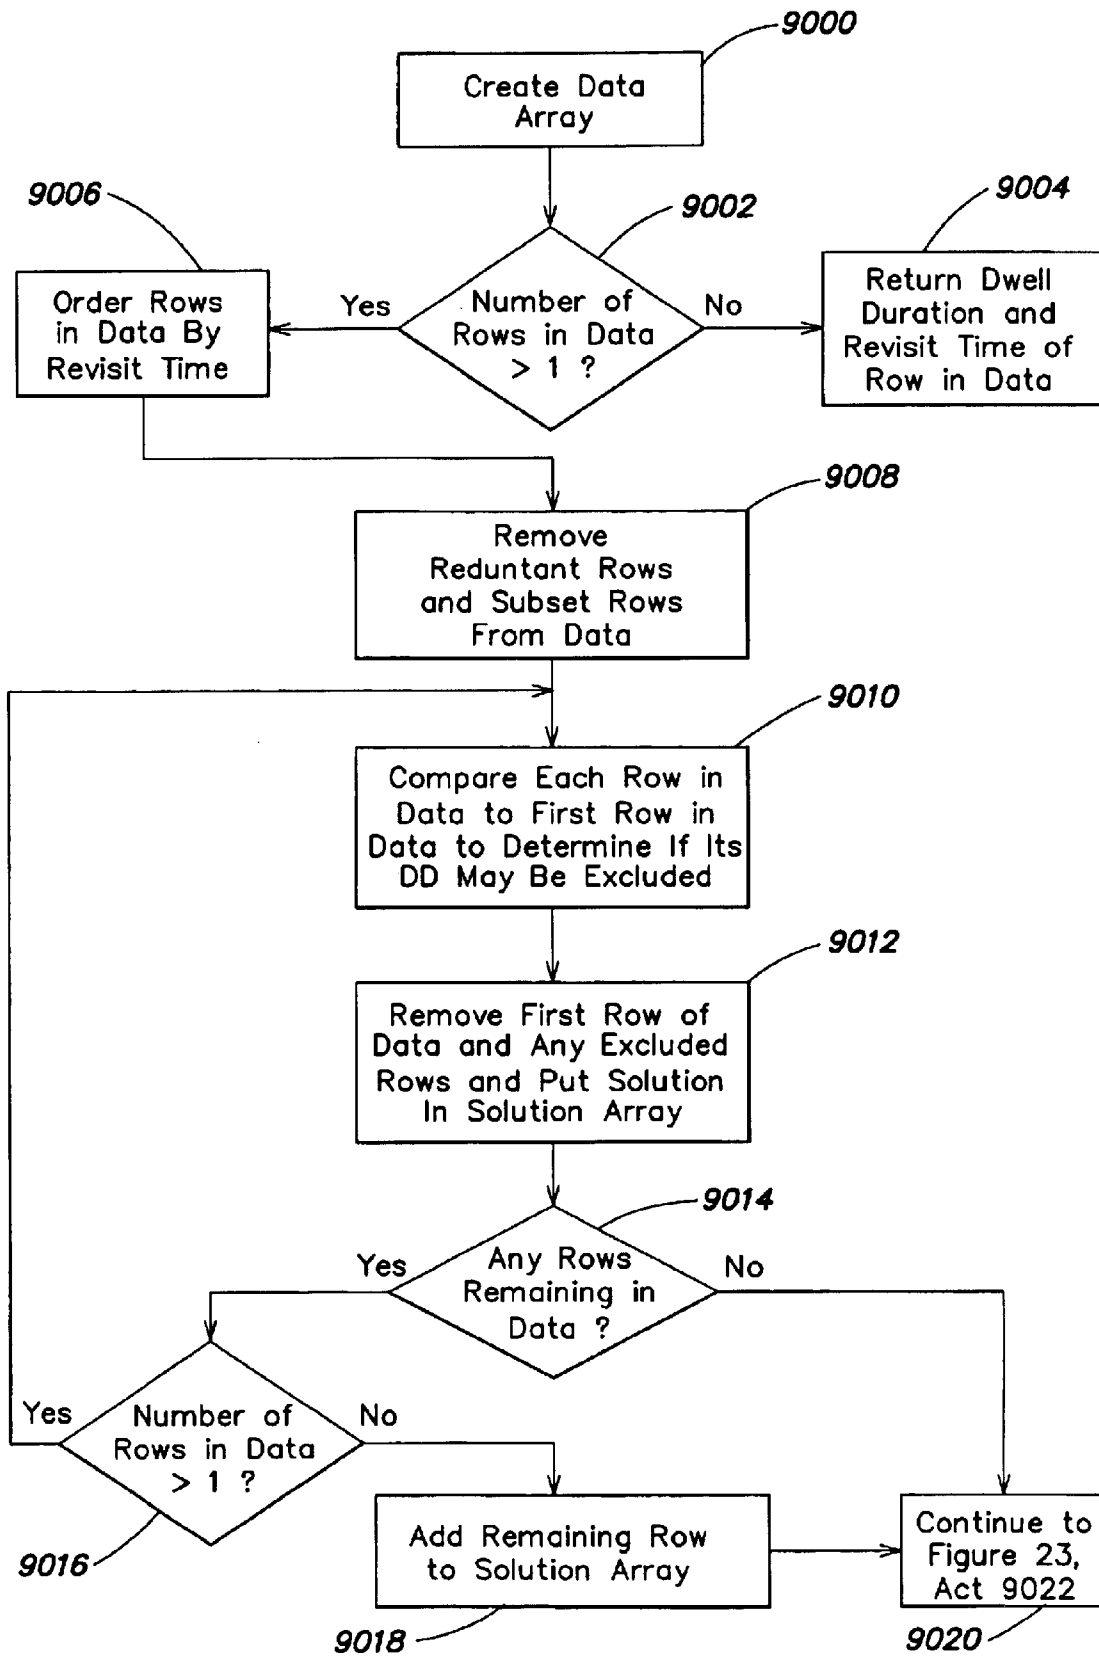 9000
Create Data
Array
9006
9002
9004
Order Rows
in Data By
Revisit Time
Yes
Number of
Rows in Data
> 1 ?
No
Return Dwell
Duration and
Revisit Time of
Row in Data
9008
Remove
Reduntant Rows
and Subset Rows
From Data
9010
Compare Each Row in
Data to First Row in
Data to Determine If Its
DD May Be Excluded
9012
Remove First Row of
Data and Any Excluded
Rows and Put Solution
In Solution Array
9014
Yes
Any Rows
Remaining in
Data ?
No
Yes
Number of
Rows in Data
> 1 ?
No
9016
Add Remaining Row
to Solution Array
9018
Continue to
Figure 23,
Act 9022
9020